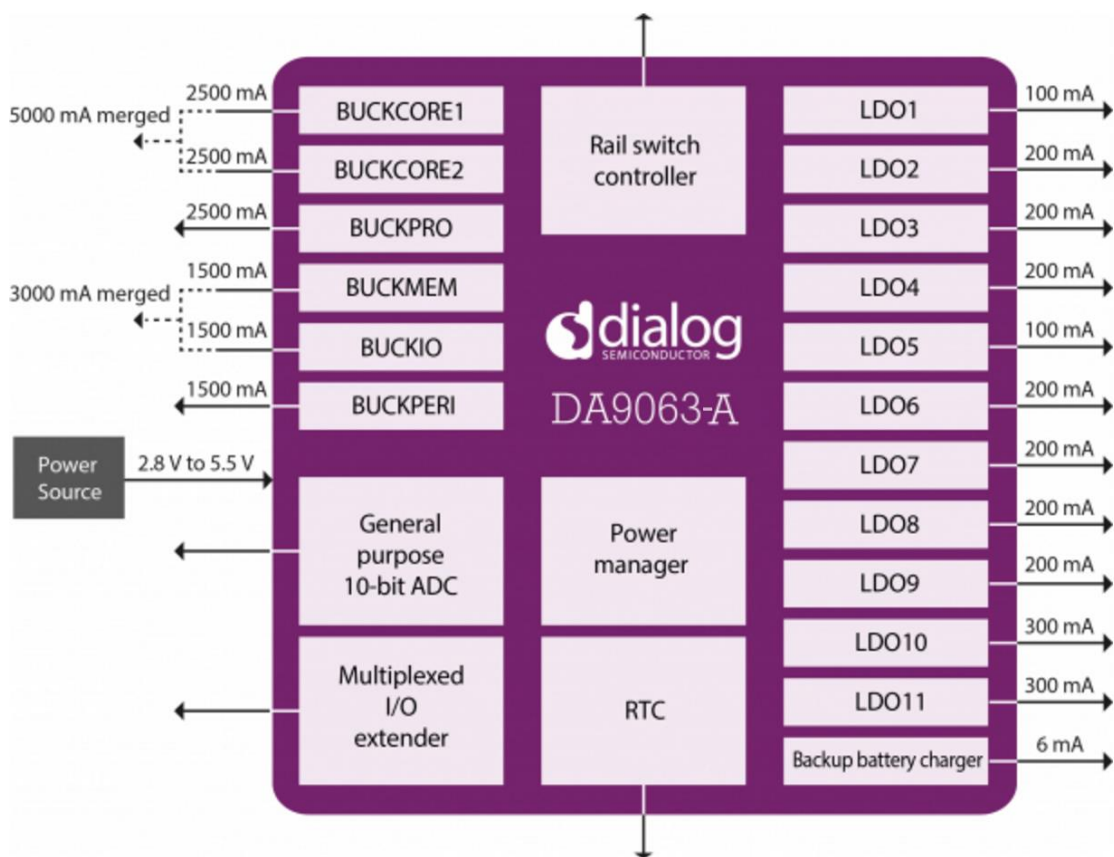 2500 mA
5000 mA merged
2500 mA
2500 mA
1500 mA
3000 mA merged
1500 mA
1500 mA
Power
Source
2.8 V to 5.5 V
BUCKCORE1
BUCKCORE2
BUCKPRO
BUCKMEM
BUCKIO
BUCKPERI
General
purpose
10-bit ADC
Multiplexed
I/O
extender
Rail switch
controller
dialog
SEMICONDUCTOR
DA9063-A
Power
manager
RTC
LDO1
100 mA
LDO2
200 mA
LDO3
200 mA
LDO4
200 mA
LDO5
100 mA
LDO6
200 mA
LDO7
200 mA
LDO8
200 mA
LDO9
200 mA
LDO10
300 mA
LDO11
300 mA
Backup battery charger
6 mA